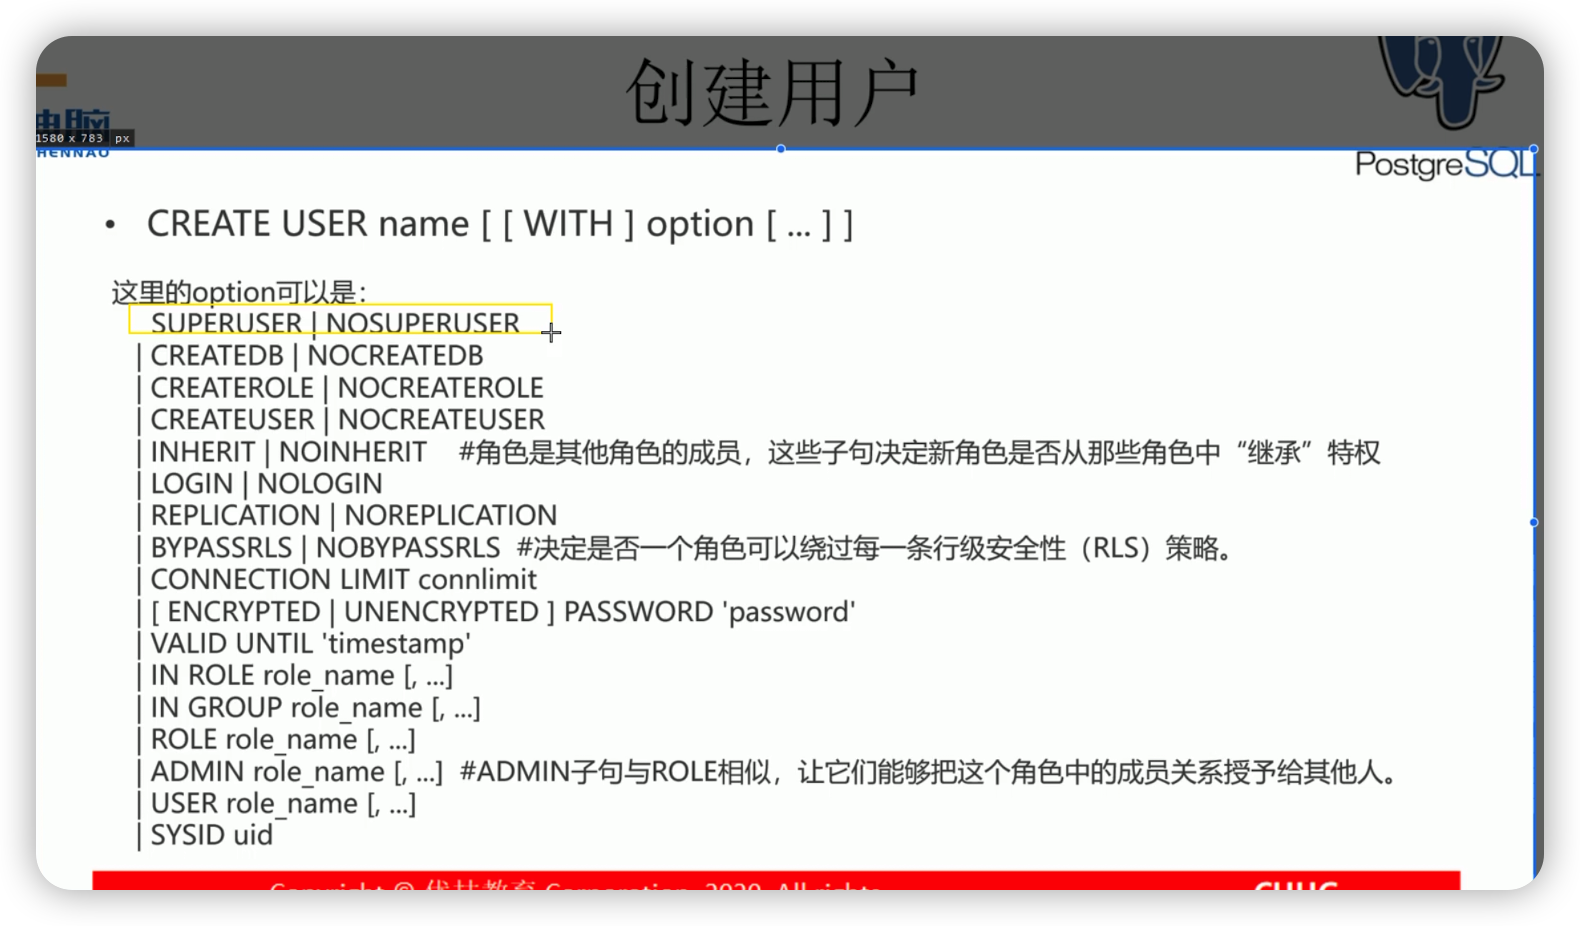 创建用户
电脑
1580 x 783 px
HENNAO
PostgreSQL
• CREATE USER name [ [ WITH ] option [ ... ] ]
这里的option可以是：
SUPERUSER | NOSUPERUSER
| CREATEDB | NOCREATEDB
| CREATEROLE | NOCREATEROLE
| CREATEUSER | NOCREATEUSER
| INHERIT | NOINHERIT #角色是其他角色的成员，这些子句决定新角色是否从那些角色中“继承”特权
| LOGIN | NOLOGIN
| REPLICATION | NOREPLICATION
| BYPASSRLS | NOBYPASSRLS #决定是否一个角色可以绕过每一条行级安全性（RLS）策略。
| CONNECTION LIMIT connlimit
| [ ENCRYPTED | UNENCRYPTED ] PASSWORD 'password'
| VALID UNTIL 'timestamp'
| IN ROLE role_name [, ...]
| IN GROUP role_name [, ...]
| ROLE role_name [, ...]
| ADMIN role_name [, ...] #ADMIN子句与ROLE相似，让它们能够把这个角色中的成员关系授予给其他人。
| USER role_name [, ...]
| SYSID uid
Copyright © Corporation, 2020. All rights